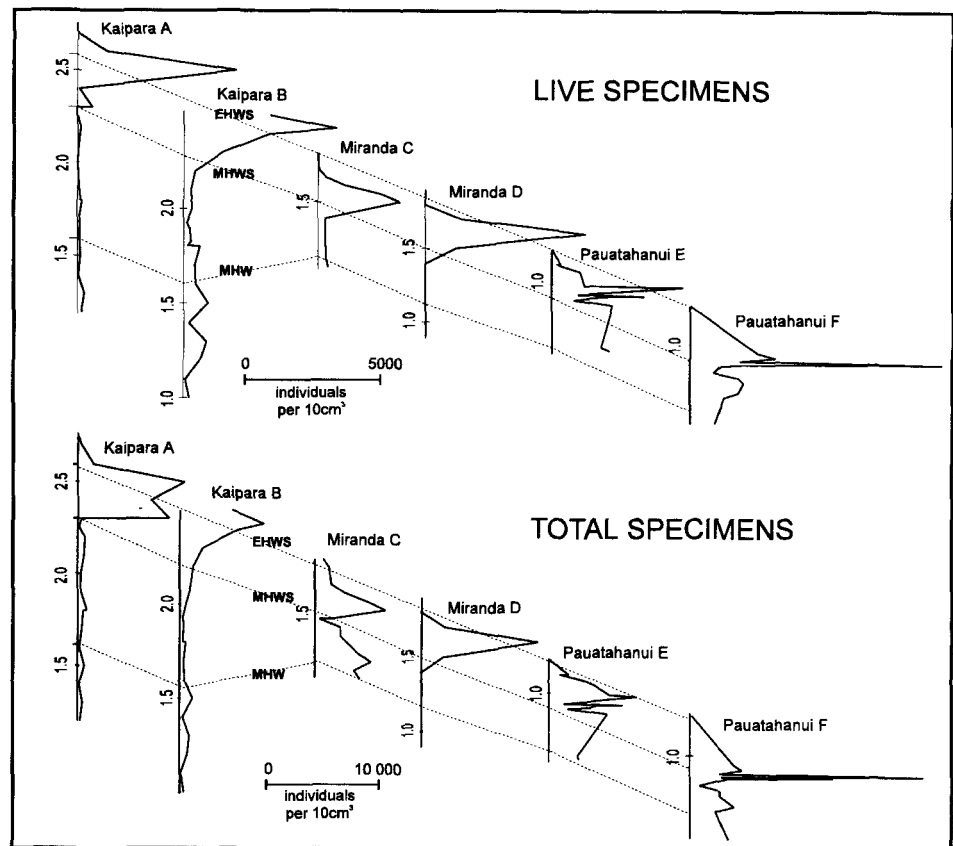 Kaipara A
LIVE SPECIMENS
2.5
2.0
1.5
Kaipara B
EHWS
MHWS
MHW
2.0
1.5
1.0
Miranda C
1.5
Miranda D
1.5
1.0
Pauatahanui E
1.0
Pauatahanui F
1.0
0 5000
individuals
per 10cm³
Kaipara A
TOTAL SPECIMENS
2.5
2.0
1.5
Kaipara B
EHWS
MHWS
MHW
2.0
1.5
Miranda C
1.5
Miranda D
1.5
1.0
Pauatahanui E
1.0
Pauatahanui F
1.0
0 10 000
individuals
per 10cm³